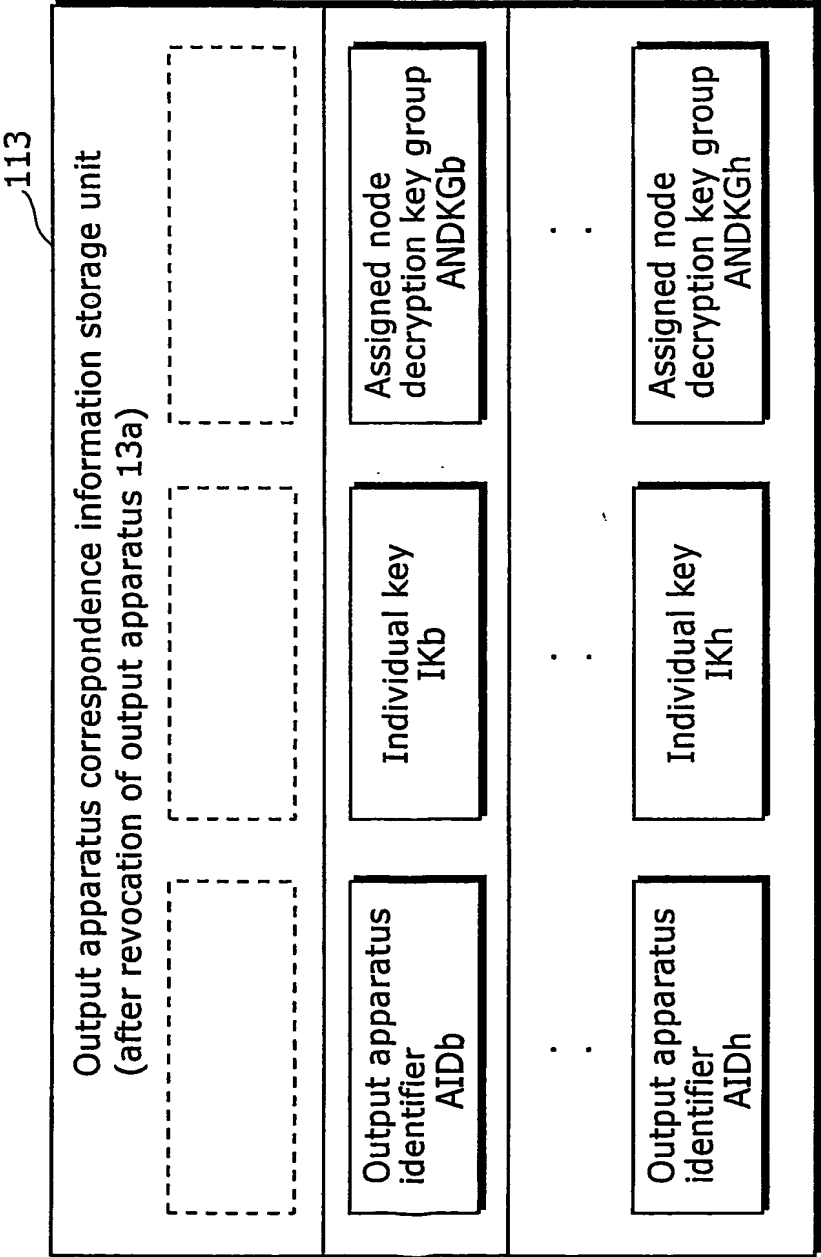 113
Output apparatus correspondence information storage unit
(after revocation of output apparatus 13a)
Output apparatus
identifier
AIDb
Individual key
IKb
Assigned node
decryption key group
ANDKGb
Output apparatus
identifier
AIDh
Individual key
IKh
Assigned node
decryption key group
ANDKGh